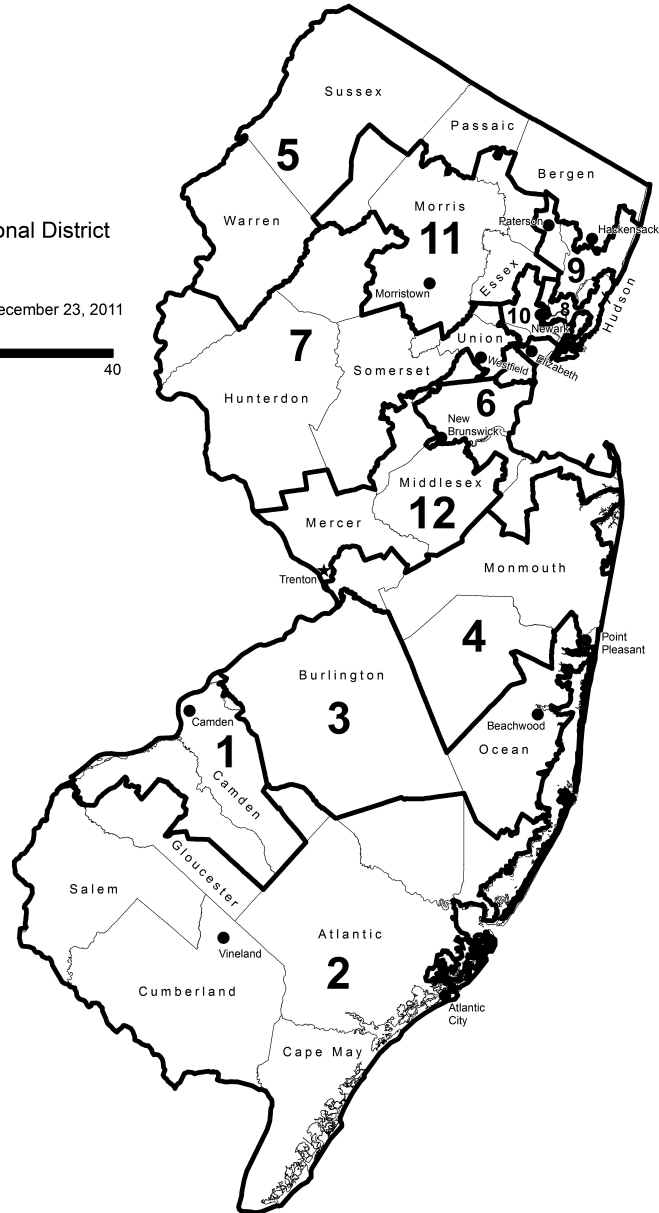 Sussex
Passaic
5
Bergen
Morris
Warren
Paterson
Hackensack
onal District
11
9
Essex
Morristown
ecember 23, 2011
10
8
Hudson
Newark
7
Union
40
Somerset
Westfield
Elizabeth
Hunterdon
6
New
Brunswick
Middlesex
12
Mercer
Trenton
Monmouth
4
Point
Pleasant
Burlington
3
Camden
Beachwood
1
Ocean
Camden
Gloucester
Salem
Atlantic
Vineland
2
Cumberland
Atlantic
City
Cape May